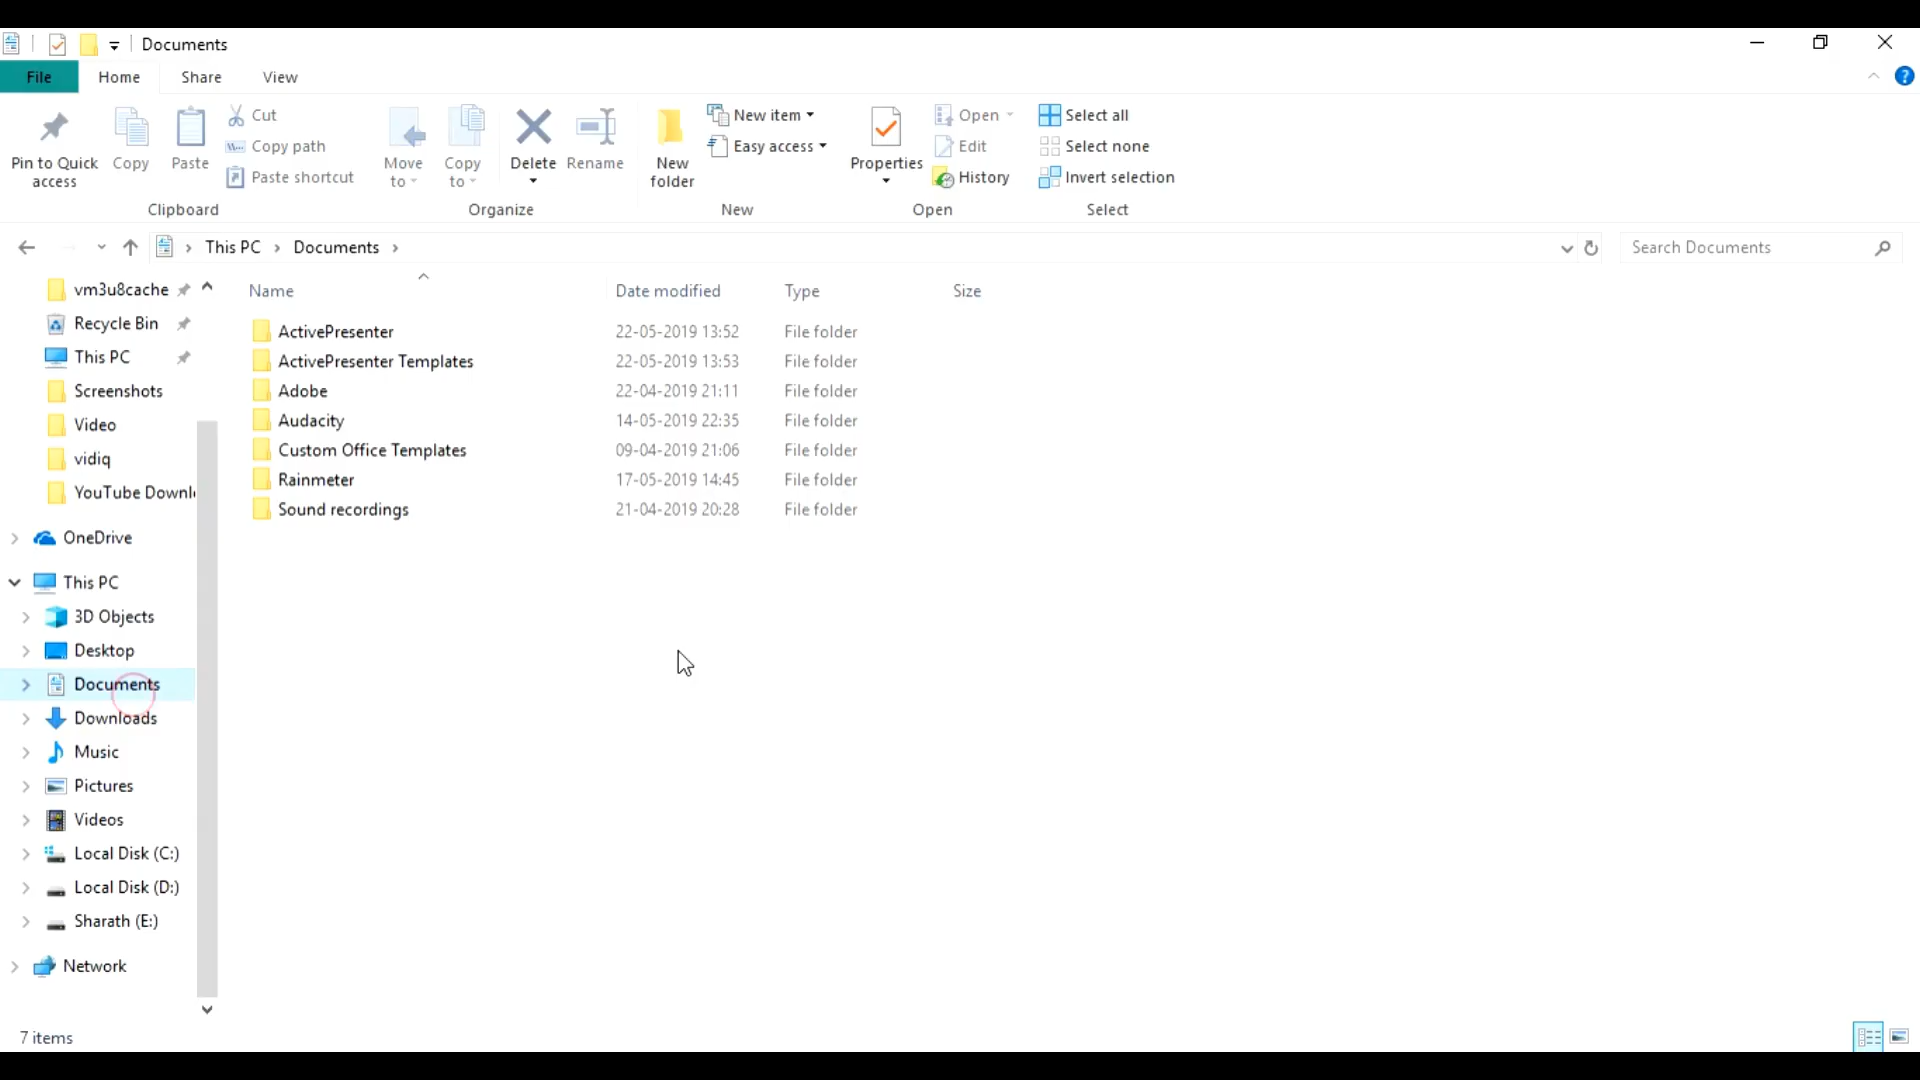 Documents
File Home Share View
Pin to Quick access
Copy
Paste
Cut
Copy path
Paste shortcut
Clipboard
Move to
Copy to
Delete
Rename
Organize
New folder
New item
Easy access
New
Properties
Open
Edit
History
Open
Select all
Select none
Invert selection
Select
This PC Documents
Search Documents
vm3u8cache
Recycle Bin
This PC
Screenshots
Video
vidiq
YouTube Downl
OneDrive
This PC
3D Objects
Desktop
Documents
Downloads
Music
Pictures
Videos
Local Disk (C:)
Local Disk (D:)
Sharath (E:)
Network
Name Date modified Type Size
ActivePresenter 22-05-2019 13:52 File folder
ActivePresenter Templates 22-05-2019 13:53 File folder
Adobe 22-04-2019 21:11 File folder
Audacity 14-05-2019 22:35 File folder
Custom Office Templates 09-04-2019 21:06 File folder
Rainmeter 17-05-2019 14:45 File folder
Sound recordings 21-04-2019 20:28 File folder
7 items